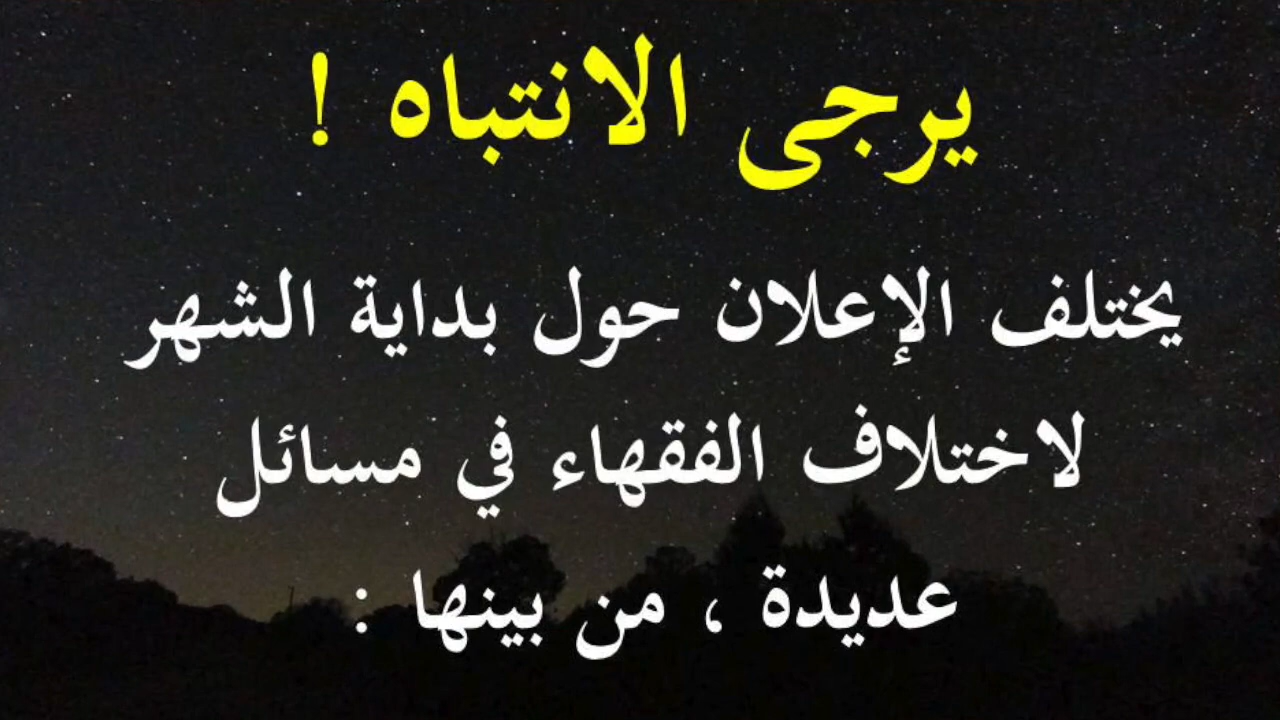 يرجى الانتباه !
يختلف الإعلان حول بداية الشهر
لاختلاف الفقهاء في مسائل
عديدة ، من بينها :